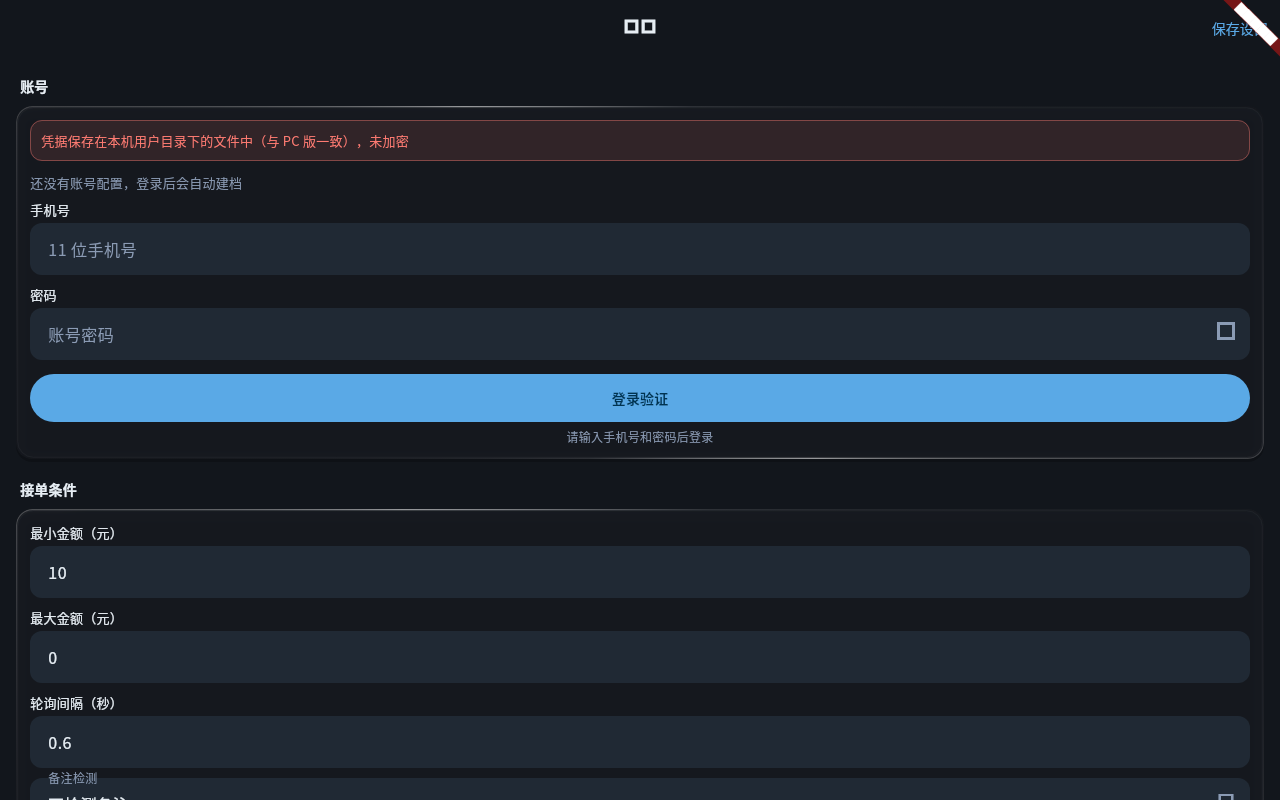 保存设
账号
凭据保存在本机用户目录下的文件中（与 PC 版一致），未加密
还没有账号配置，登录后会自动建档
手机号
11 位手机号
密码
账号密码
登录验证
请输入手机号和密码后登录
接单条件
最小金额（元）
10
最大金额（元）
0
轮询间隔（秒）
0.6
备注检测